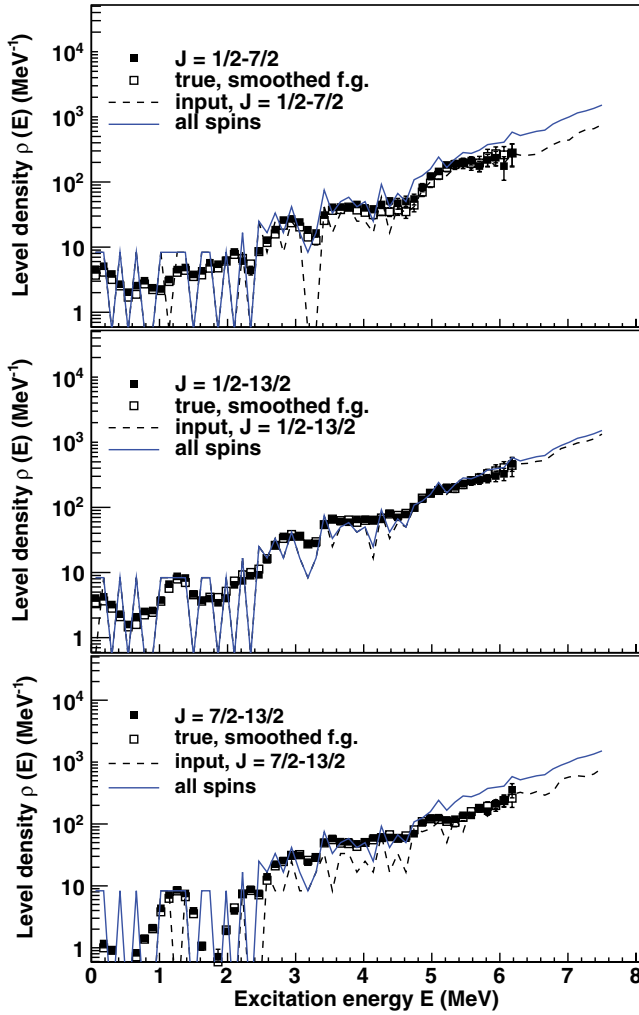 Level density ρ (E) (MeV⁻¹)
10⁴
10³
10²
10
1
J = 1/2-7/2
true, smoothed f.g.
input, J = 1/2-7/2
all spins
Level density ρ (E) (MeV⁻¹)
10⁴
10³
10²
10
1
J = 1/2-13/2
true, smoothed f.g.
input, J = 1/2-13/2
all spins
Level density ρ (E) (MeV⁻¹)
10⁴
10³
10²
10
1
J = 7/2-13/2
true, smoothed f.g.
input, J = 7/2-13/2
all spins
0 1 2 3 4 5 6 7 8
Excitation energy E (MeV)